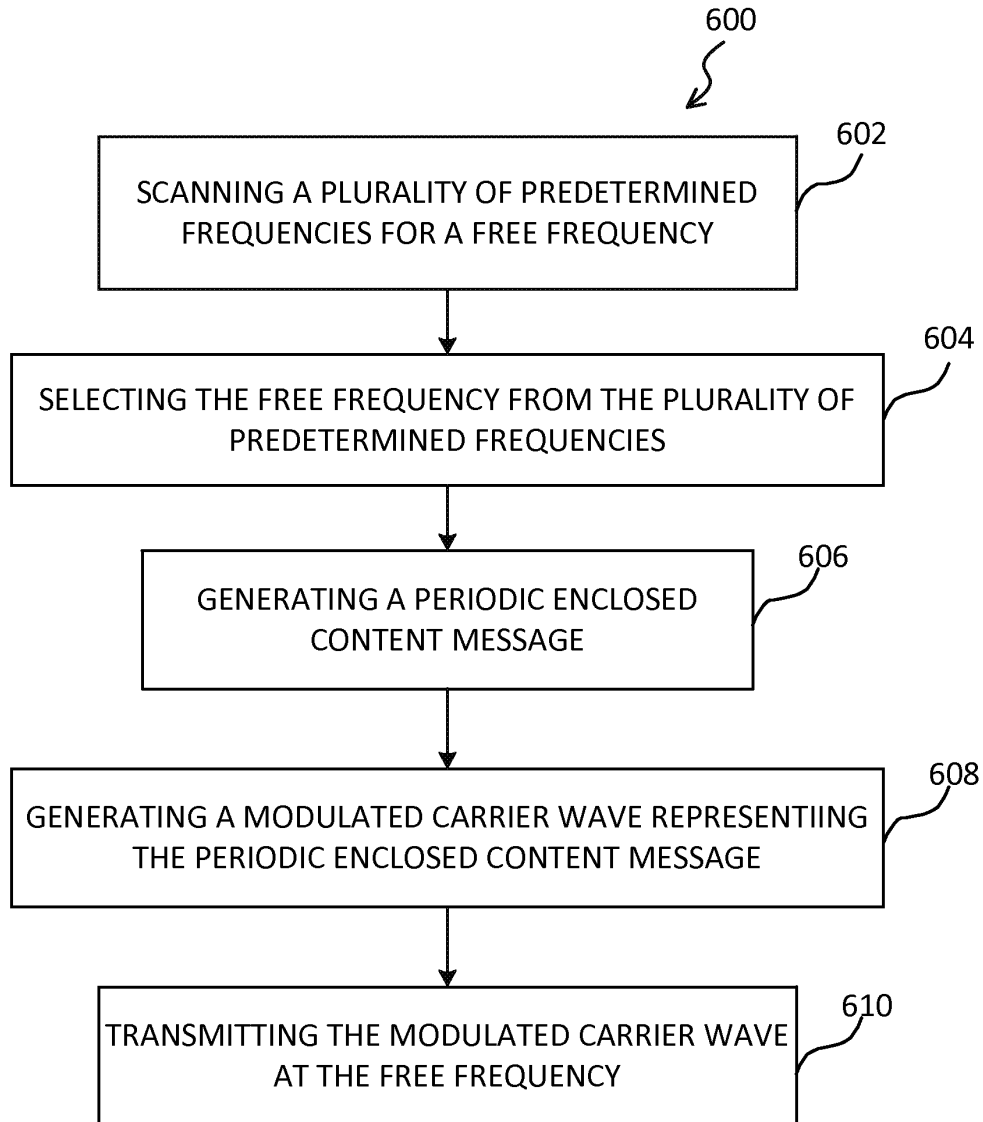 600
602
SCANNING A PLURALITY OF PREDETERMINED
FREQUENCIES FOR A FREE FREQUENCY
604
SELECTING THE FREE FREQUENCY FROM THE PLURALITY OF
PREDETERMINED FREQUENCIES
606
GENERATING A PERIODIC ENCLOSED
CONTENT MESSAGE
608
GENERATING A MODULATED CARRIER WAVE REPRESENTIING
THE PERIODIC ENCLOSED CONTENT MESSAGE
610
TRANSMITTING THE MODULATED CARRIER WAVE
AT THE FREE FREQUENCY